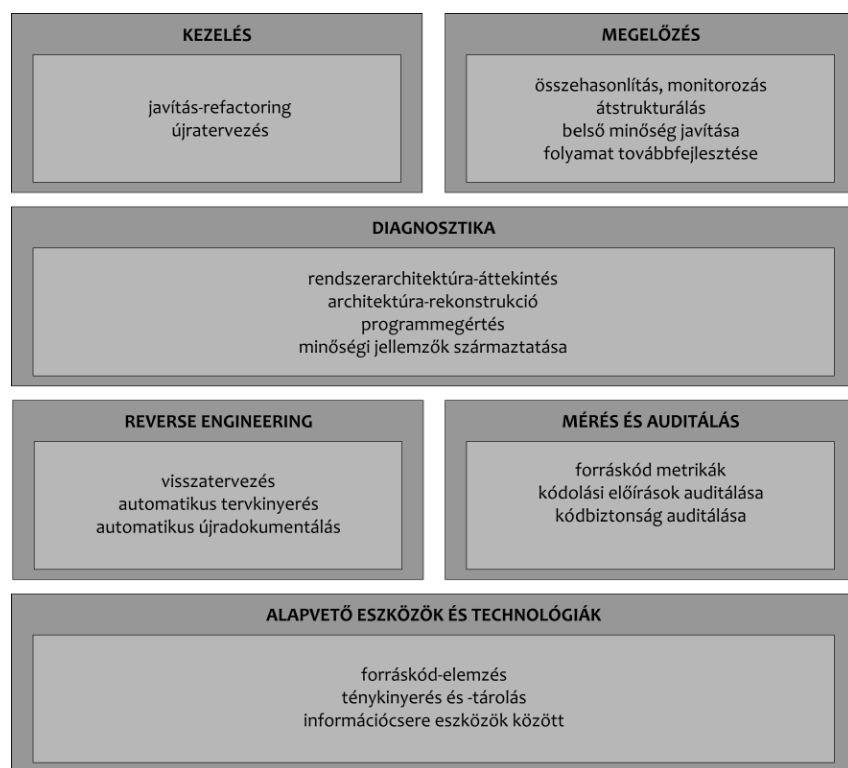 KEZELÉS
javítás-refactoring
újratervezés
MEGELŐZÉS
összehasonlítás, monitorozás
átstrukturálás
belső minőség javítása
folyamat továbbfejlesztése
DIAGNOSZTIKA
rendszerarchitektúra-áttekintés
architektúra-rekonstrukció
programmegértés
minőségi jellemzők származtatása
REVERSE ENGINEERING
visszatervezés
automatikus tervkinyerés
automatikus újradokumentálás
MÉRÉS ÉS AUDITÁLÁS
forráskód metrikák
kódolási előírások auditálása
kódbiztonság auditálása
ALAPVETŐ ESZKÖZÖK ÉS TECHNOLÓGIÁK
forráskód-elemzés
ténykinyerés és -tárolás
információcsere eszközök között